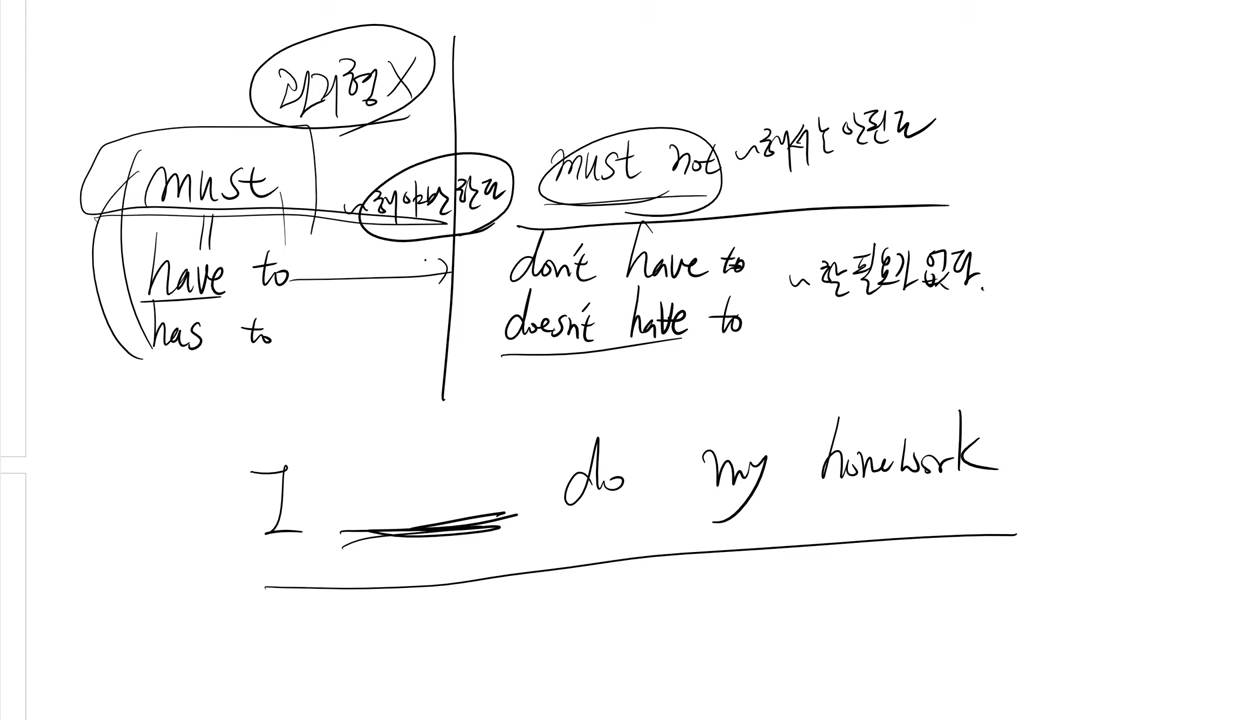 과거형 X
must ~해야만 한다
||
have to
has to
must not ~해서는 안된다
don't have to ~할 필요가 없다.
doesn't have to
I ____ do my homework